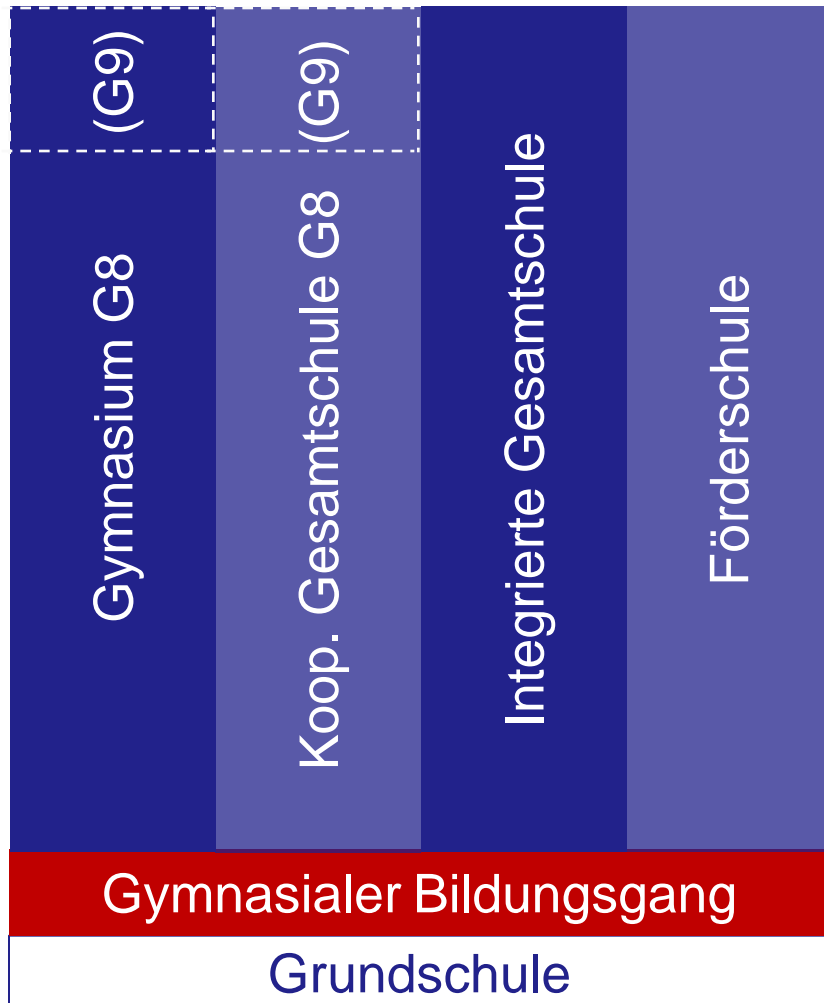 (G9)
Gymnasium G8
(G9)
Koop. Gesamtschule G8
Integrierte Gesamtschule
Förderschule
Gymnasialer Bildungsgang
Grundschule